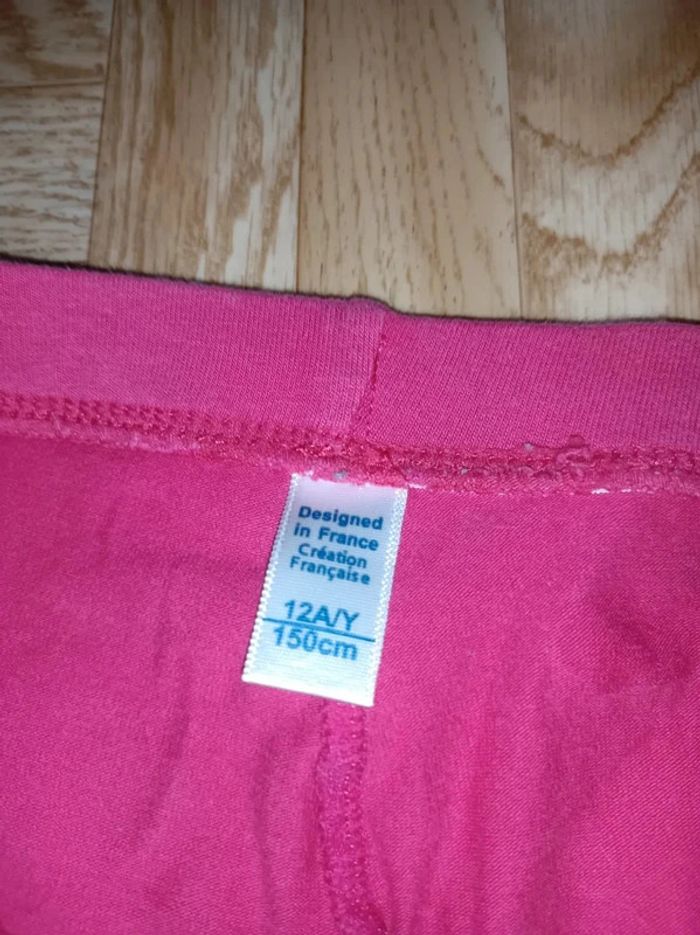 Designed
in France
Création
Française
12A/Y
150cm